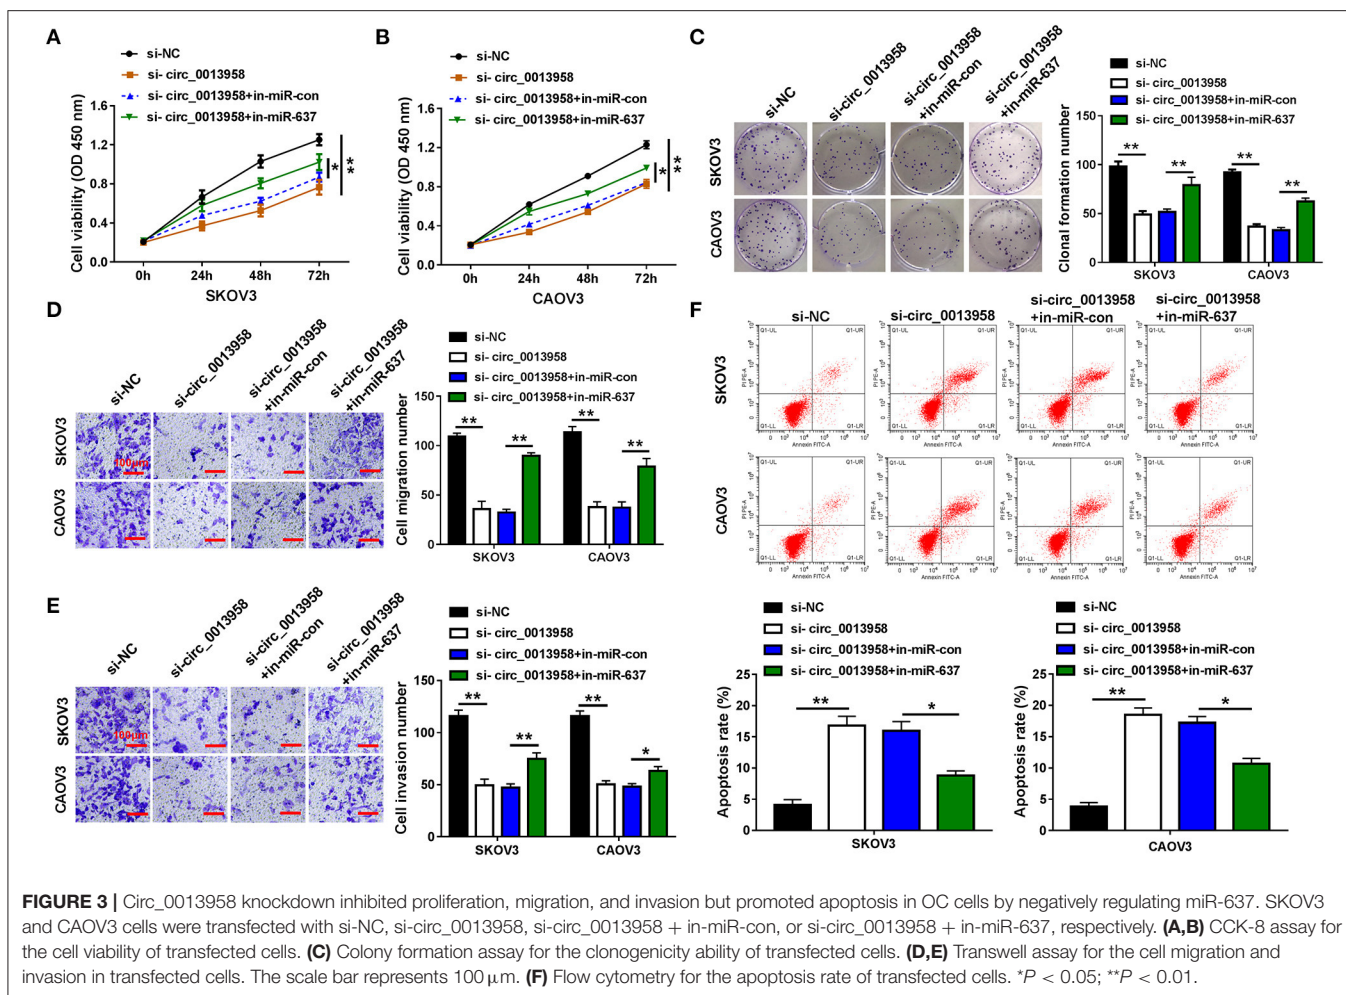 A
si-NC
si- circ_0013958
si- circ_0013958+in-miR-con
si- circ_0013958+in-miR-637
Cell viability (OD 450 nm)
1.6
1.2
0.8
0.4
0.0
0h 24h 48h 72h
SKOV3
*
**
B
si-NC
si- circ_0013958
si- circ_0013958+in-miR-con
si- circ_0013958+in-miR-637
Cell viability (OD 450 nm)
1.6
1.2
0.8
0.4
0.0
0h 24h 48h 72h
CAOV3
*
**
C
si-NC
si-circ_0013958
si-circ_0013958
+in-miR-con
si-circ_0013958
+in-miR-637
SKOV3
CAOV3
si-NC
si- circ_0013958
si- circ_0013958+in-miR-con
si- circ_0013958+in-miR-637
Clonal formation number
150
100
50
0
** ** ** **
SKOV3 CAOV3
D
si-NC
si-circ_0013958
si-circ_0013958
+in-miR-con
si-circ_0013958
+in-miR-637
SKOV3
100μm
CAOV3
si-NC
si- circ_0013958
si- circ_0013958+in-miR-con
si- circ_0013958+in-miR-637
Cell migration number
150
100
50
0
** ** ** **
SKOV3 CAOV3
E
si-NC
si-circ_0013958
si-circ_0013958
+in-miR-con
si-circ_0013958
+in-miR-637
SKOV3
100μm
CAOV3
si-NC
si- circ_0013958
si- circ_0013958+in-miR-con
si- circ_0013958+in-miR-637
Cell invasion number
150
100
50
0
** ** ** *
SKOV3 CAOV3
F
si-NC
si-circ_0013958
si-circ_0013958
+in-miR-con
si-circ_0013958
+in-miR-637
SKOV3
CAOV3
Q1-UL Q1-UR
Q1-LL Q1-LR
PI PE-A
Annexin FITC-A
si-NC
si- circ_0013958
si- circ_0013958+in-miR-con
si- circ_0013958+in-miR-637
Apoptosis rate (%)
25
20
15
10
5
0
** *
SKOV3
si-NC
si- circ_0013958
si- circ_0013958+in-miR-con
si- circ_0013958+in-miR-637
Apoptosis rate (%)
25
20
15
10
5
0
** *
CAOV3
FIGURE 3 | Circ_0013958 knockdown inhibited proliferation, migration, and invasion but promoted apoptosis in OC cells by negatively regulating miR-637. SKOV3
and CAOV3 cells were transfected with si-NC, si-circ_0013958, si-circ_0013958 + in-miR-con, or si-circ_0013958 + in-miR-637, respectively. (A,B) CCK-8 assay for
the cell viability of transfected cells. (C) Colony formation assay for the clonogenicity ability of transfected cells. (D,E) Transwell assay for the cell migration and
invasion in transfected cells. The scale bar represents 100 μm. (F) Flow cytometry for the apoptosis rate of transfected cells. *P < 0.05; **P < 0.01.